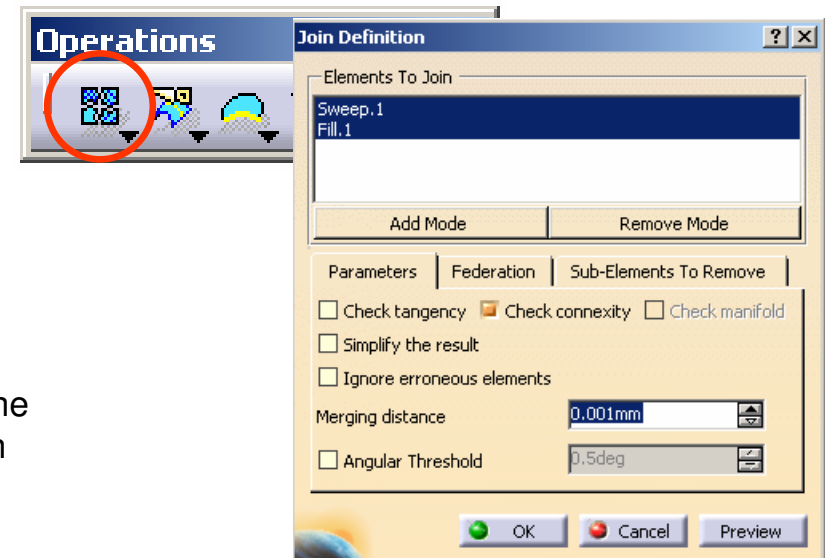 Operations
Join Definition
Elements To Join
Sweep.1
Fill.1
Add Mode Remove Mode
Parameters Federation Sub-Elements To Remove
Check tangency Check connexity Check manifold
Simplify the result
Ignore erroneous elements
Merging distance 0.001mm
Angular Threshold 0.5deg
OK Cancel Preview